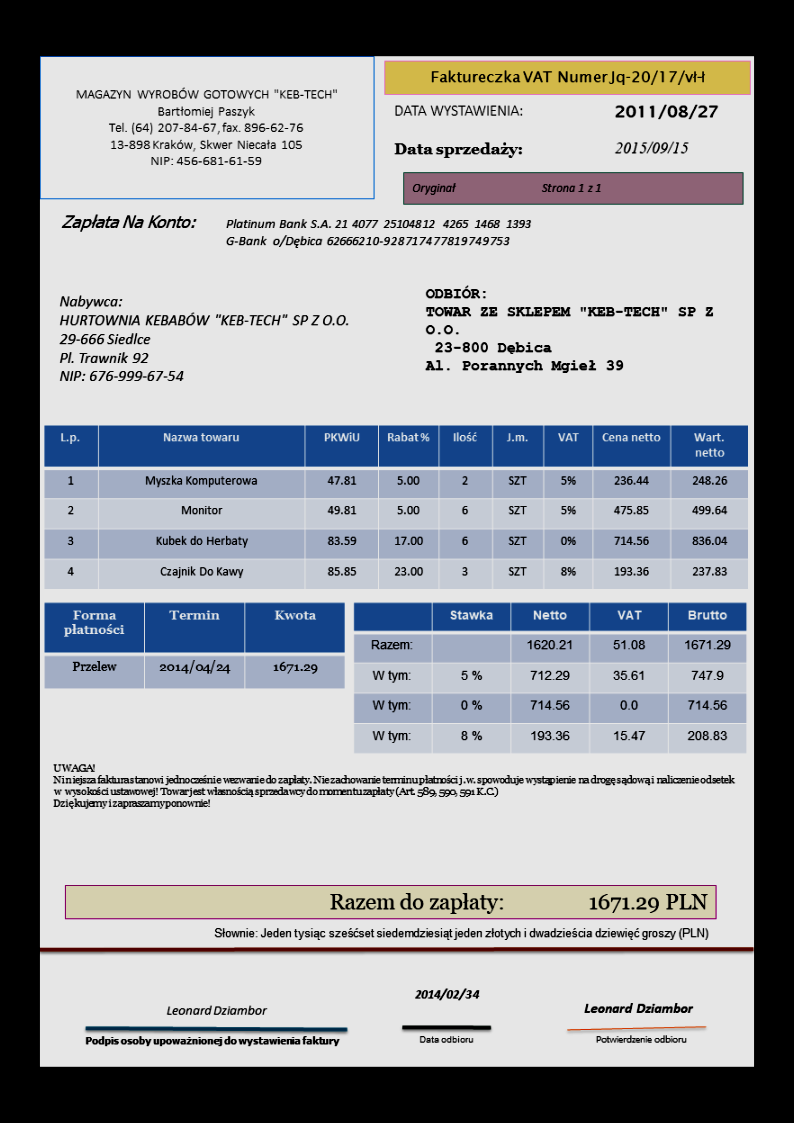 MAGAZYN WYROBÓW GOTOWYCH "KEB-TECH"
Bartłomiej Paszyk
Tel. (64) 207-84-67, fax. 896-62-76
13-898 Kraków, Skwer Niecała 105
NIP: 456-681-61-59
Faktureczka VAT Numer Jq-20/17/vł-ł
DATA WYSTAWIENIA: 2011/08/27
Data sprzedaży: 2015/09/15
Oryginał Strona 1 z 1
Zapłata Na Konto: Platinum Bank S.A. 21 4077 25104812 4265 1468 1393
G-Bank o/Dębica 62666210-928717477819749753
Nabywca:
HURTOWNIA KEBABÓW "KEB-TECH" SP Z O.O.
29-666 Siedlce
Pl. Trawnik 92
NIP: 676-999-67-54
ODBIÓR:
TOWAR ZE SKLEPEM "KEB-TECH" SP Z
O.O.
23-800 Dębica
Al. Porannych Mgieł 39
L.p. Nazwa towaru PKWiU Rabat % Ilość J.m. VAT Cena netto Wart.
netto
1 Myszka Komputerowa 47.81 5.00 2 SZT 5% 236.44 248.26
2 Monitor 49.81 5.00 6 SZT 5% 475.85 499.64
3 Kubek do Herbaty 83.59 17.00 6 SZT 0% 714.56 836.04
4 Czajnik Do Kawy 85.85 23.00 3 SZT 8% 193.36 237.83
Forma
płatności Termin Kwota
Przelew 2014/04/24 1671.29
Stawka Netto VAT Brutto
Razem: 1620.21 51.08 1671.29
W tym: 5 % 712.29 35.61 747.9
W tym: 0 % 714.56 0.0 714.56
W tym: 8 % 193.36 15.47 208.83
UWAGA!
Niniejsza faktura stanowi jednocześnie wezwanie do zapłaty. Nie zachowanie terminu płatności j.w. spowoduje wystąpienie na drogę sądową i naliczenie odsetek
w wysokości ustawowej! Towar jest własnością sprzedawcy do momentu zapłaty (Art. 589, 590, 591 K.C.)
Dziękujemy i zapraszamy ponownie!
Razem do zapłaty: 1671.29 PLN
Słownie: Jeden tysiąc sześćset siedemdziesiąt jeden złotych i dwadzieścia dziewięć groszy (PLN)
Leonard Dziambor
Podpis osoby upoważnionej do wystawienia faktury
2014/02/34
Data odbioru
Leonard Dziambor
Potwierdzenie odbioru